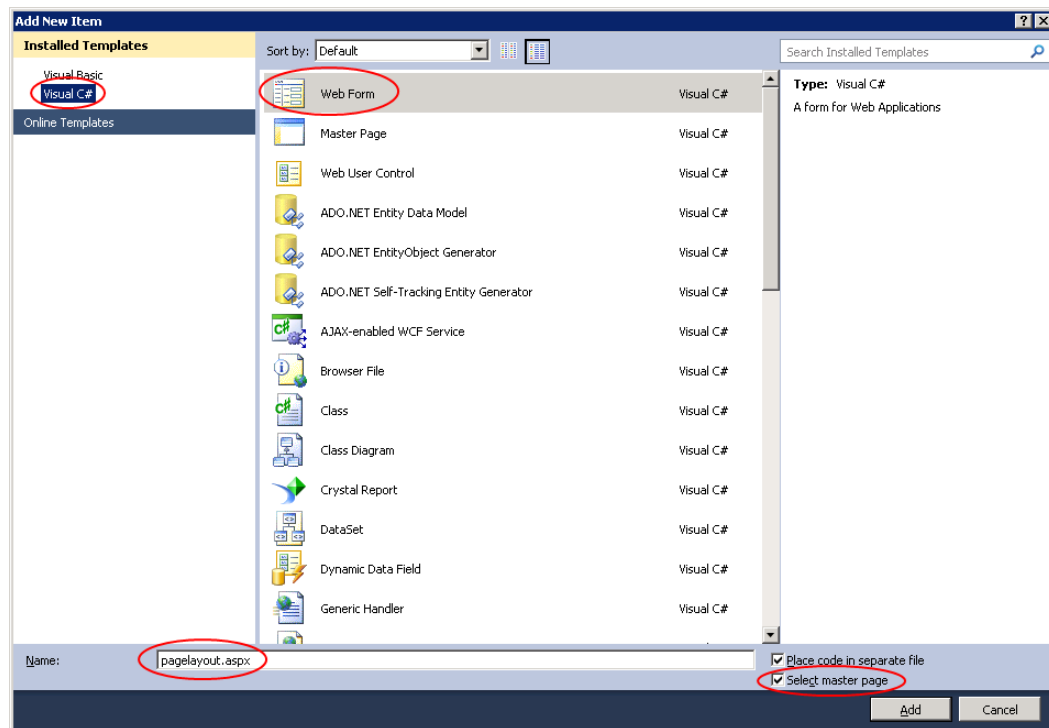 Add New Item
Installed Templates
Visual Basic
Visual C#
Online Templates
Sort by: Default
Search Installed Templates
Web Form Visual C#
Master Page Visual C#
Web User Control Visual C#
ADO.NET Entity Data Model Visual C#
ADO.NET EntityObject Generator Visual C#
ADO.NET Self-Tracking Entity Generator Visual C#
AJAX-enabled WCF Service Visual C#
Browser File Visual C#
Class Visual C#
Class Diagram Visual C#
Crystal Report Visual C#
DataSet Visual C#
Dynamic Data Field Visual C#
Generic Handler Visual C#
Type: Visual C#
A form for Web Applications
Name: pagelayout.aspx
Place code in separate file
Select master page
Add Cancel